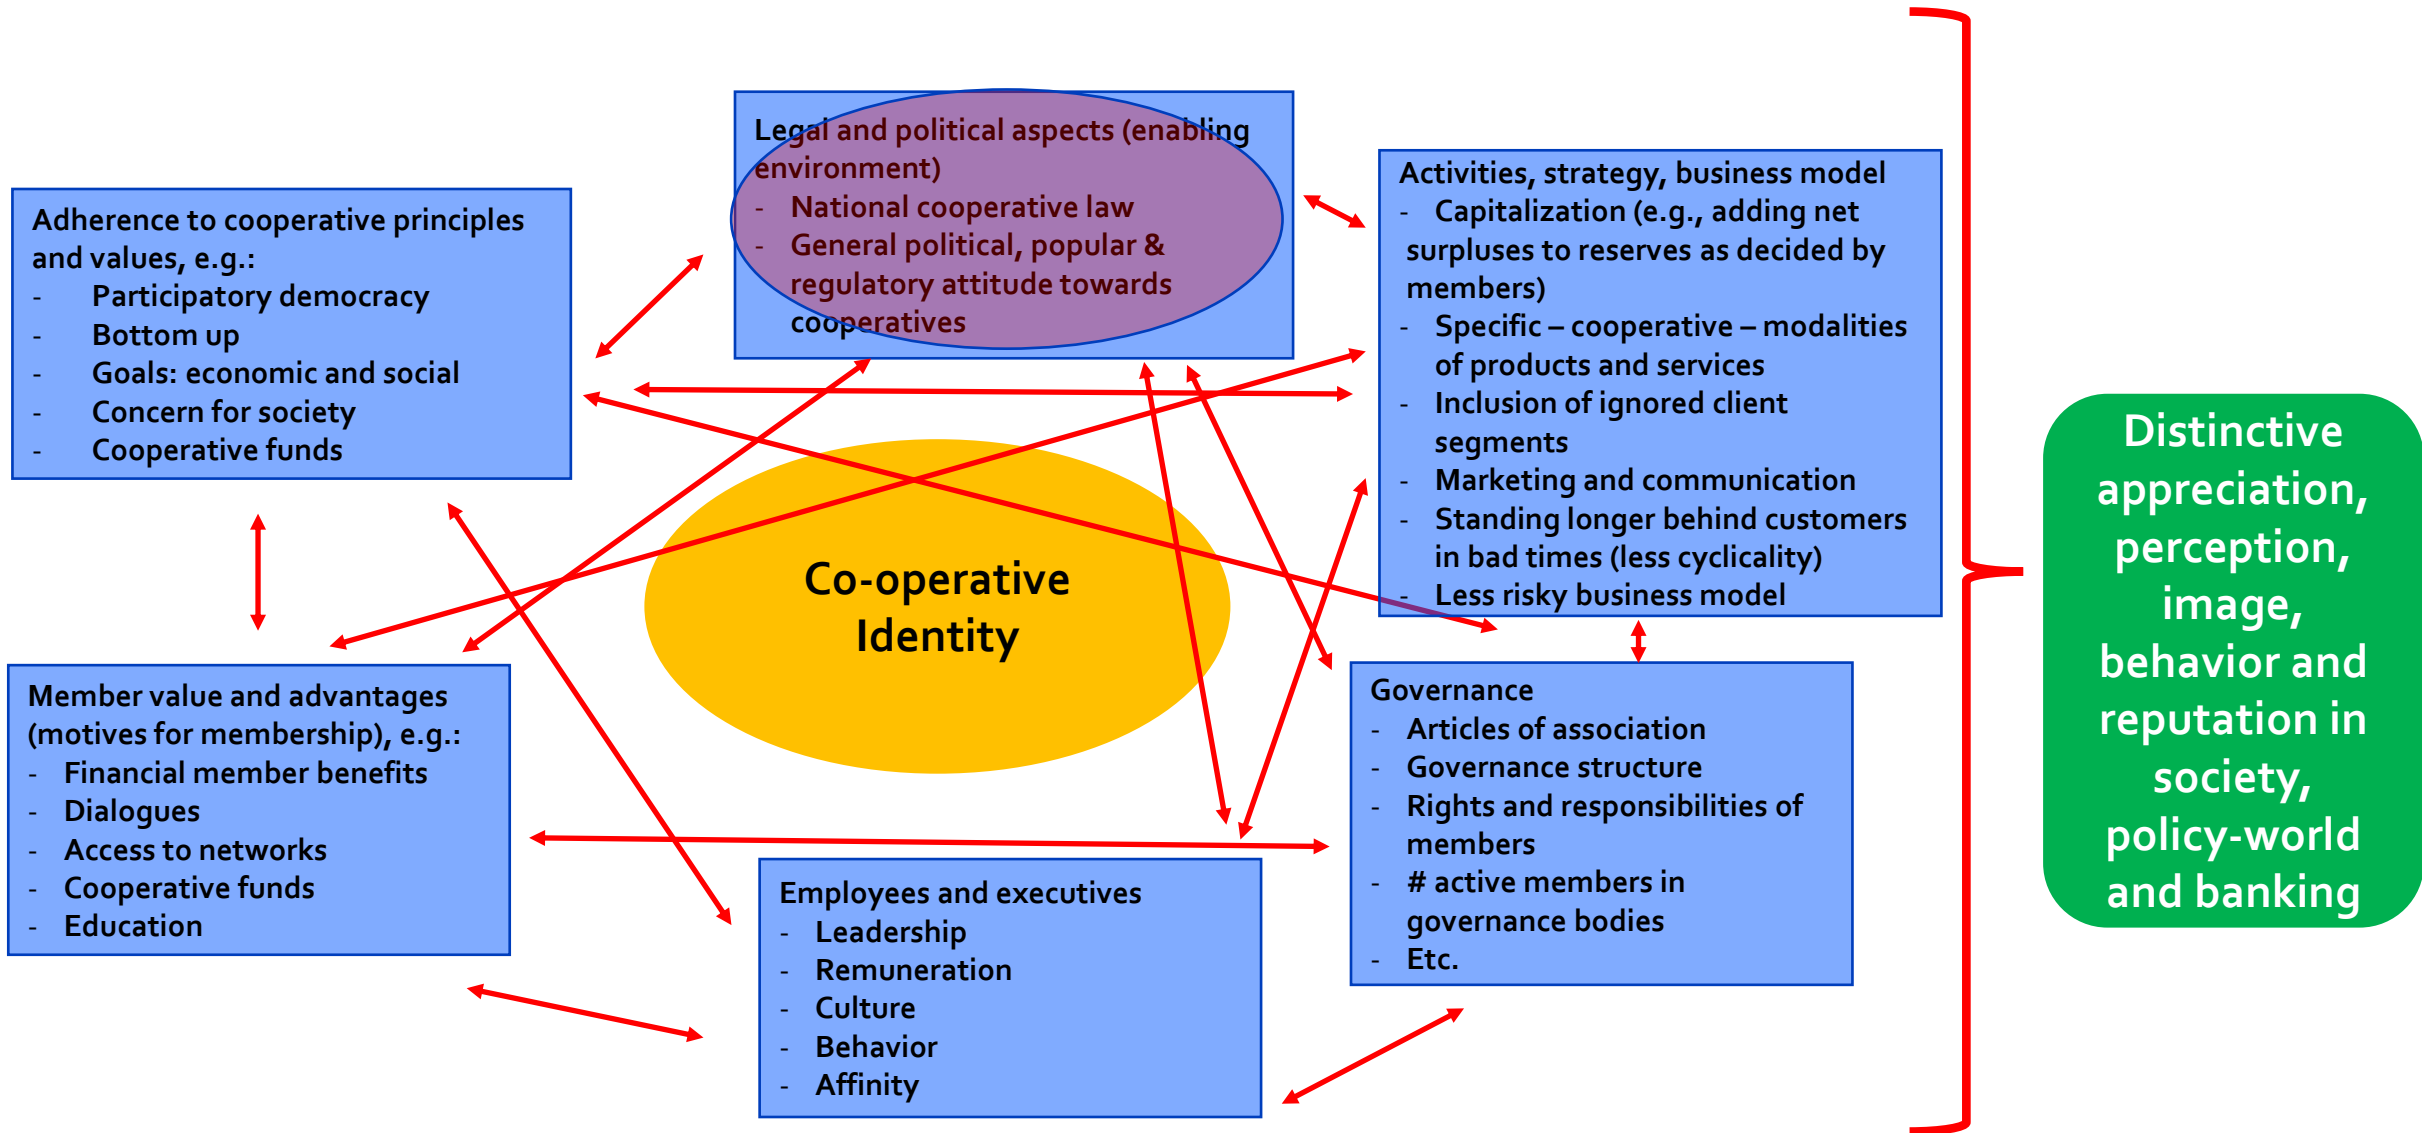 Legal and political aspects (enabling
environment)
- National cooperative law
- General political, popular &
regulatory attitude towards
cooperatives
Activities, strategy, business model
- Capitalization (e.g., adding net
surpluses to reserves as decided by
members)
- Specific – cooperative – modalities
of products and services
- Inclusion of ignored client
segments
- Marketing and communication
- Standing longer behind customers
in bad times (less cyclicality)
- Less risky business model
Adherence to cooperative principles
and values, e.g.:
- Participatory democracy
- Bottom up
- Goals: economic and social
- Concern for society
- Cooperative funds
Co-operative
Identity
Member value and advantages
(motives for membership), e.g.:
- Financial member benefits
- Dialogues
- Access to networks
- Cooperative funds
- Education
Employees and executives
- Leadership
- Remuneration
- Culture
- Behavior
- Affinity
Governance
- Articles of association
- Governance structure
- Rights and responsibilities of
members
- # active members in
governance bodies
- Etc.
Distinctive
appreciation,
perception,
image,
behavior and
reputation in
society,
policy-world
and banking